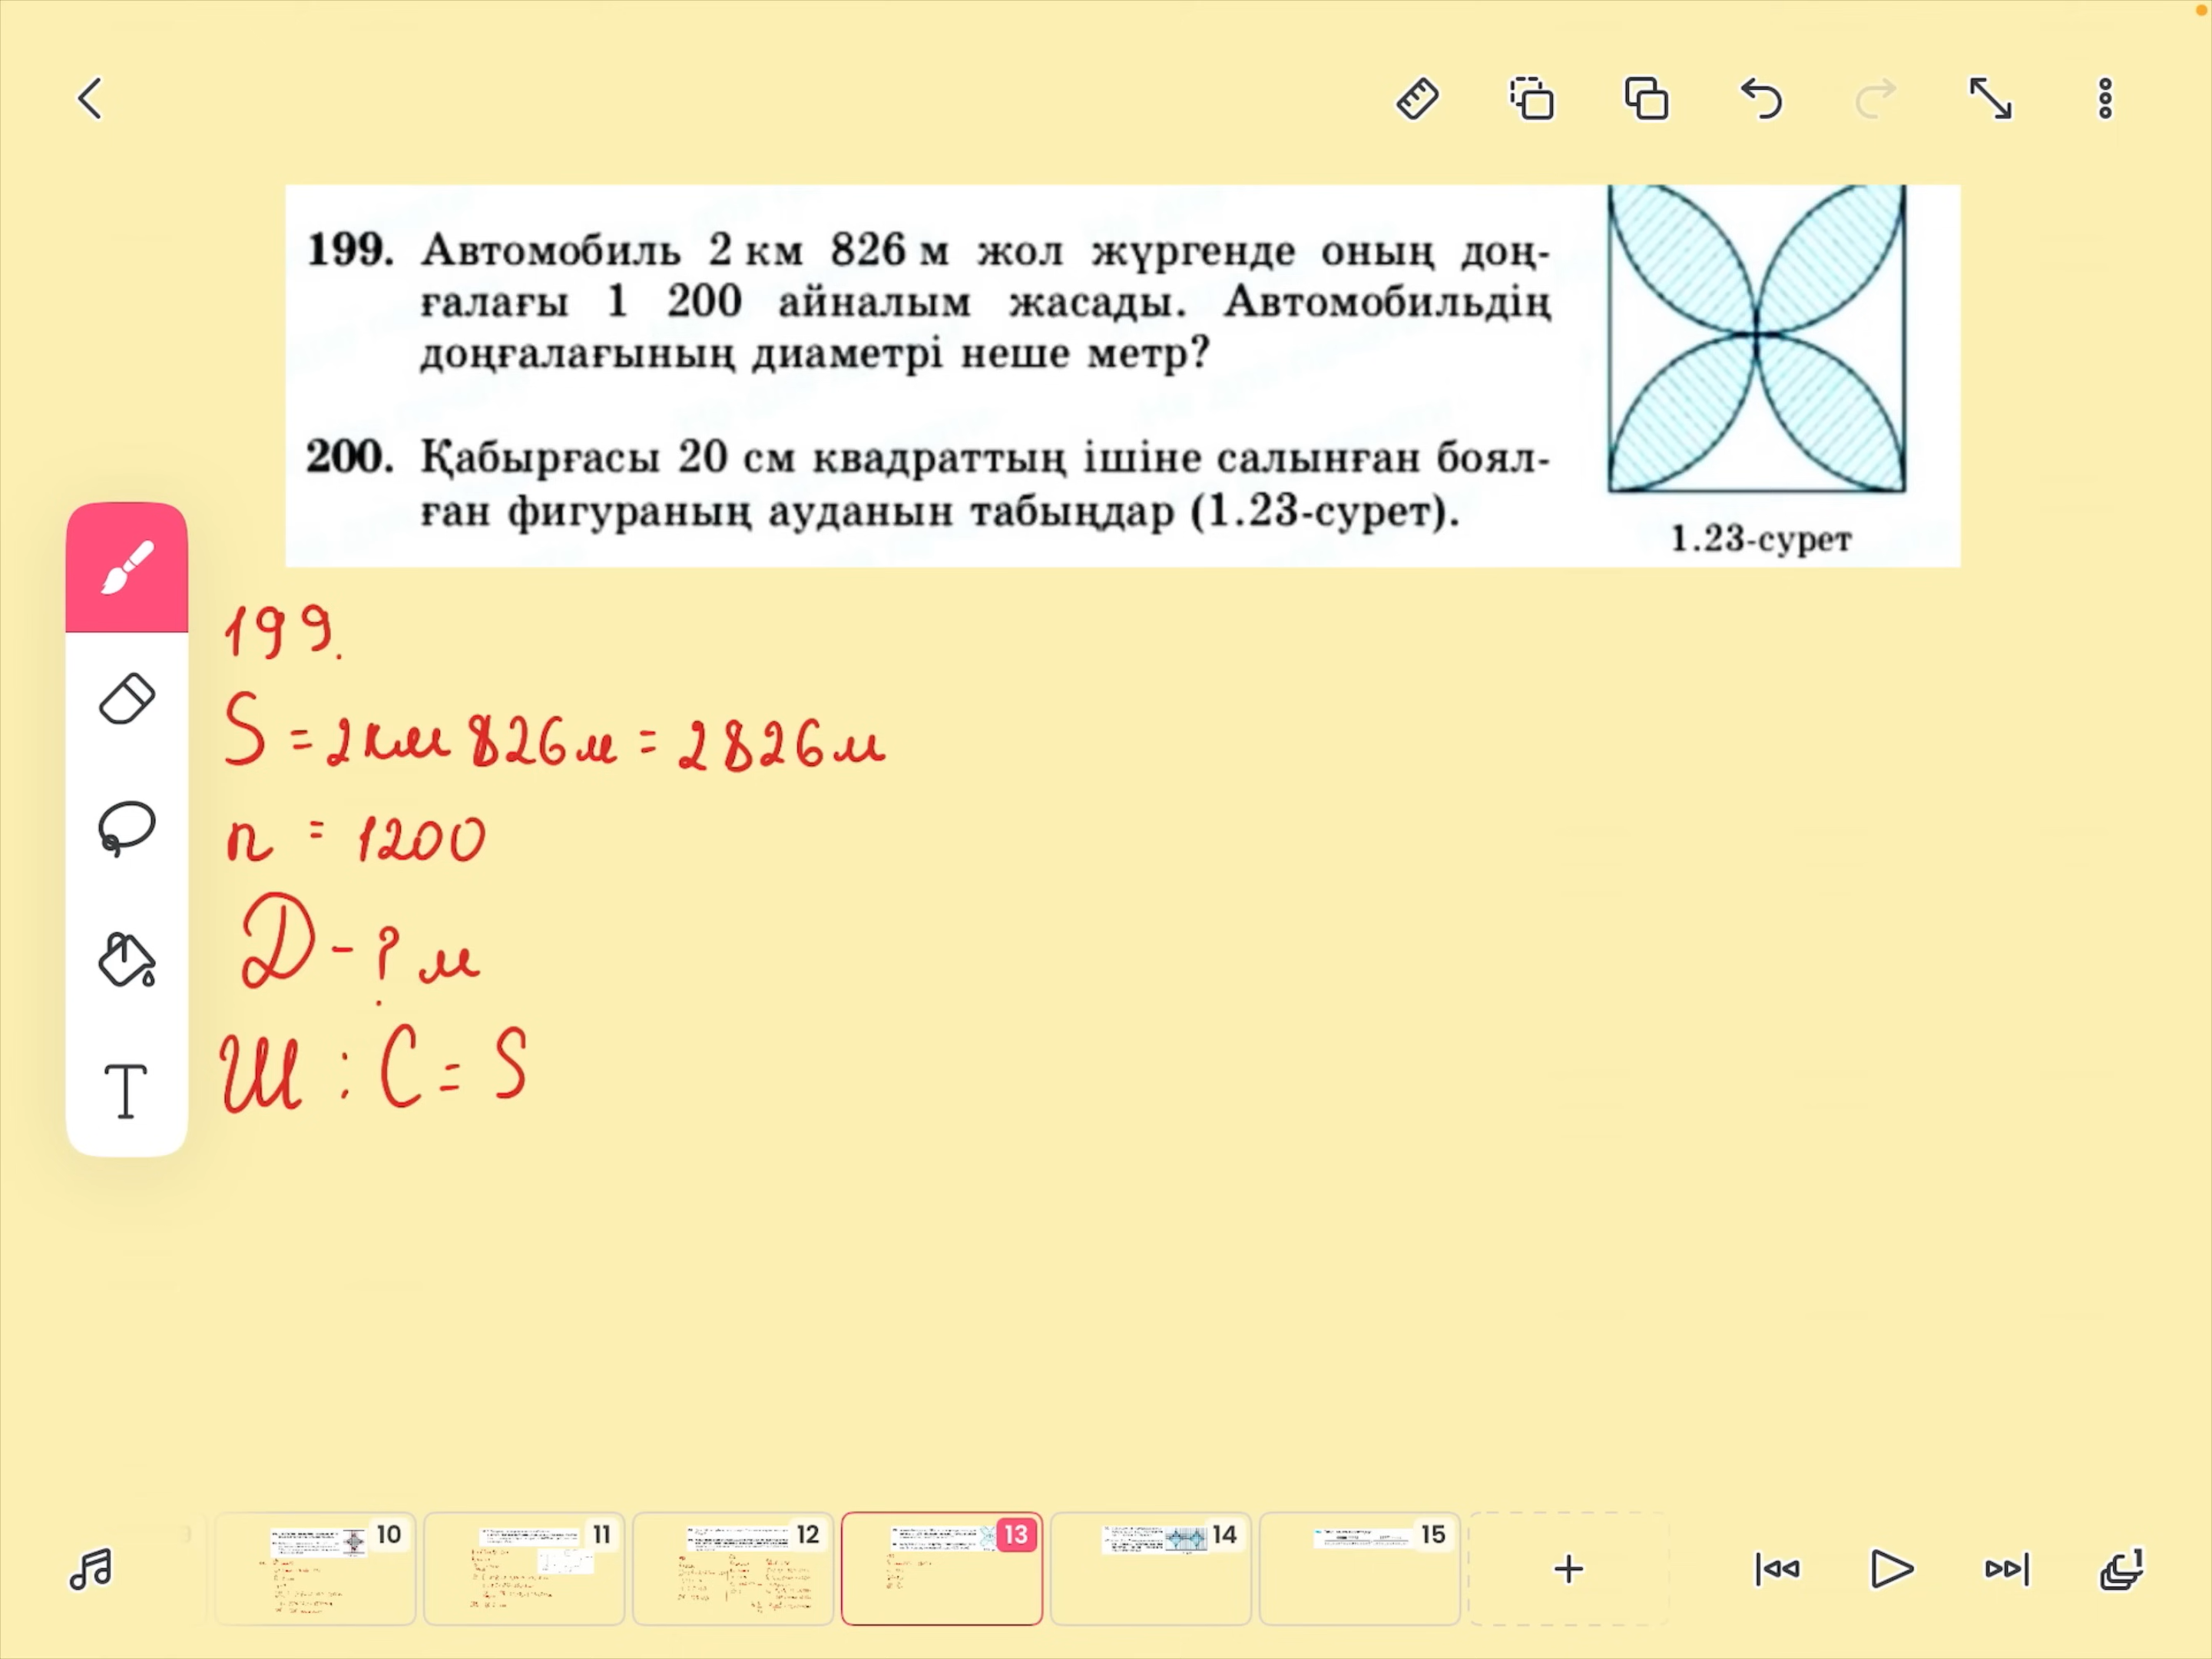 199. Автомобиль 2 км 826 м жол жүргенде оның доң-
ғалағы 1 200 айналым жасады. Автомобильдің
доңғалағының диаметрі неше метр?
200. Қабырғасы 20 см квадраттың ішіне салынған боял-
ған фигураның ауданын табыңдар (1.23-сурет).
1.23-сурет
199.
S = 2км 826м = 2826м
n = 1200
D - ? м
Ш : C = S
T
10
11
12
13
14
15
1